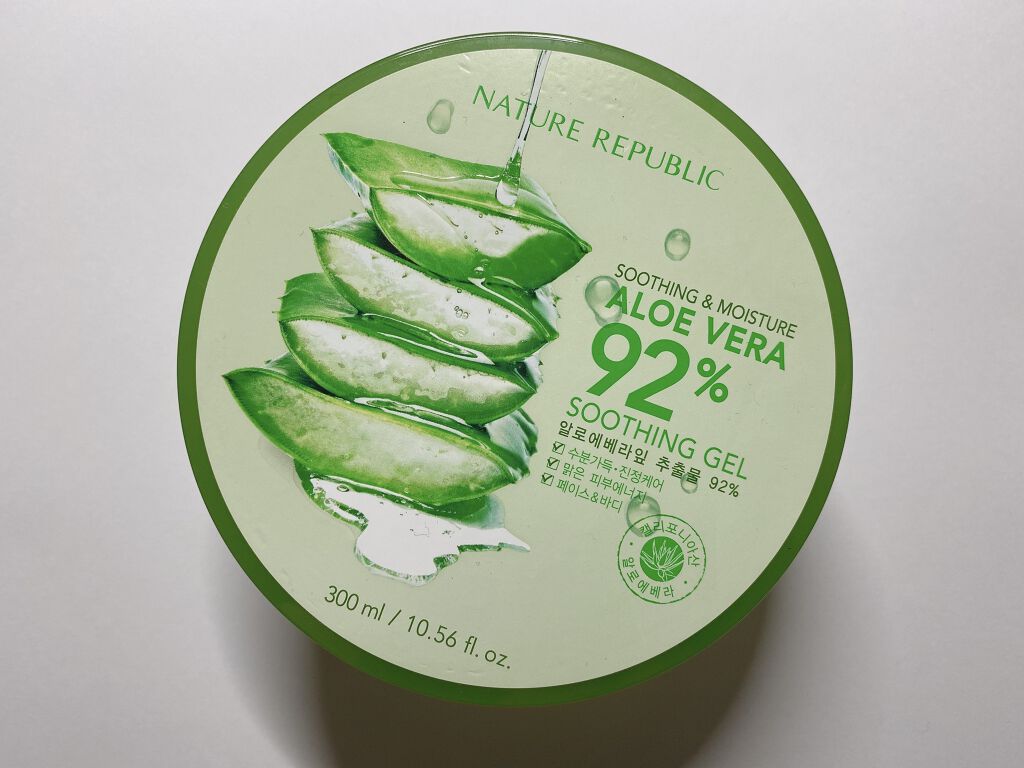 NATURE REPUBLIC
SOOTHING & MOISTURE
ALOE VERA
92%
SOOTHING GEL
알로에베라잎 추출물 92%
수분가득·진정케어
맑은 피부에너지
페이스&바디
캘리포니아산
알로에베라
300 ml / 10.56 fl. oz.